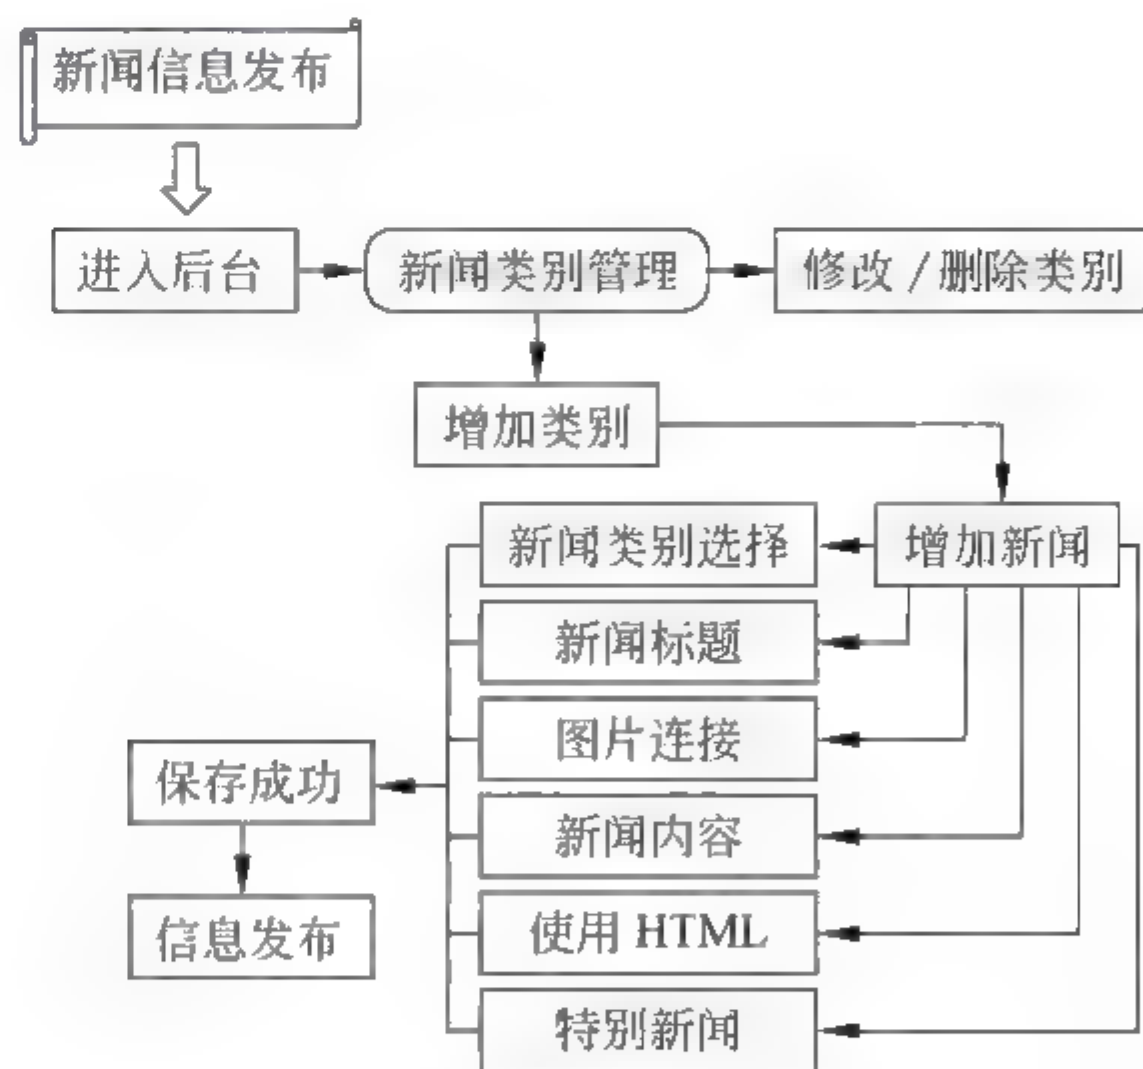 新闻信息发布
进入后台
新闻类别管理
修改/删除类别
增加类别
新闻类别选择
增加新闻
新闻标题
图片连接
保存成功
新闻内容
信息发布
使用 HTML
特别新闻